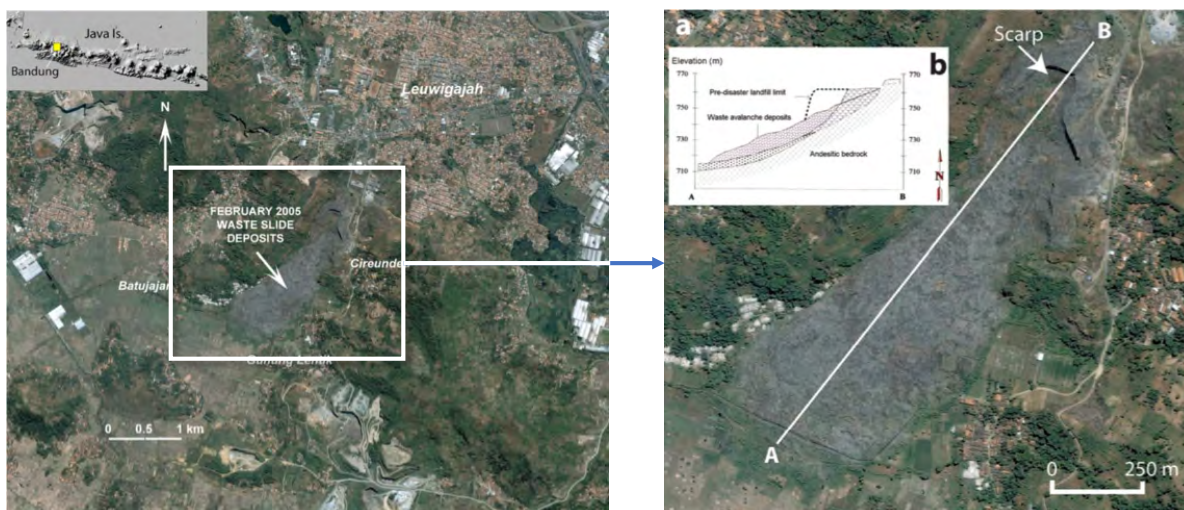 Java Is.
Bandung
N
Leuwigajah
FEBRUARY 2005
WASTE SLIDE
DEPOSITS
Cireunde
Batujajar
0 0.5 1 km
a
Scarp
B
b
Elevation (m)
770
770
Pre-disaster landfill limit
750
750
Waste avalanche deposits
730
730
Andesitic bedrock
710
710
N
A
B
A
0 250 m